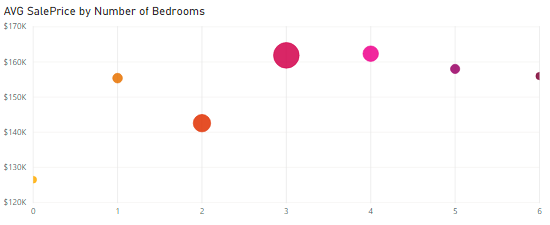 AVG SalePrice by Number of Bedrooms
$170K
$160K
$150K
$140K
$130K
$120K
0 1 2 3 4 5 6